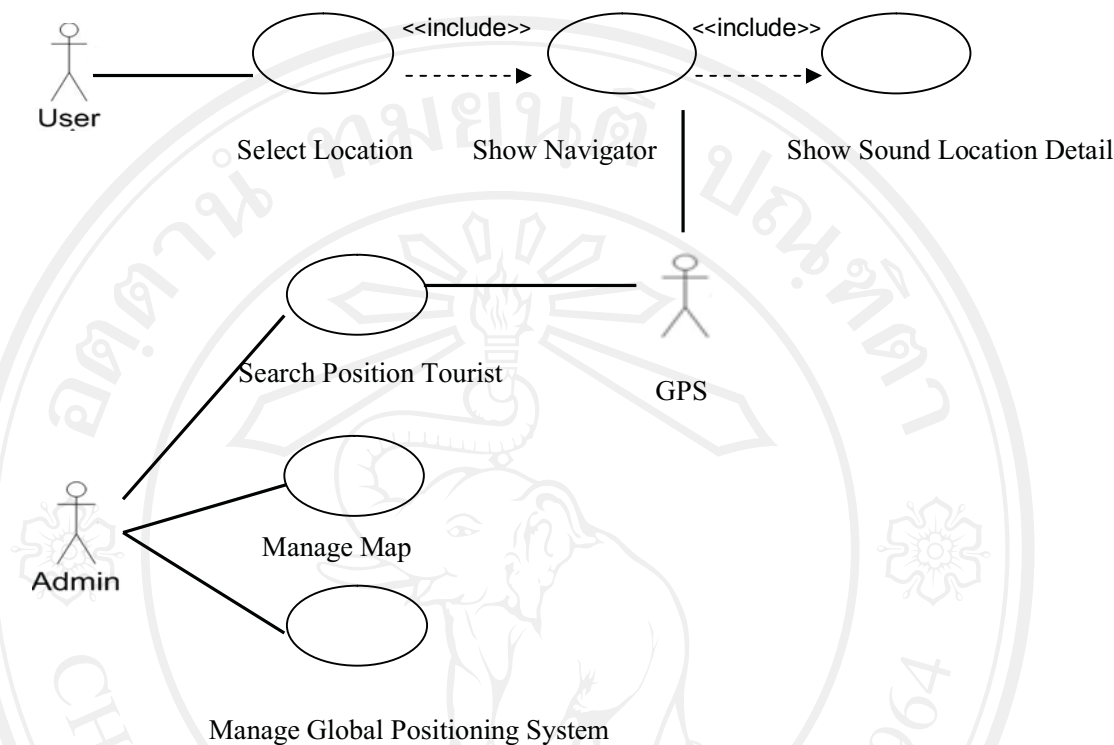 <<include>> <<include>>
User
Select Location Show Navigator Show Sound Location Detail
Search Position Tourist
GPS
Manage Map
Admin
Manage Global Positioning System
1964